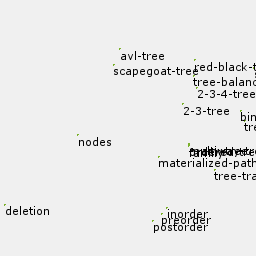 avl-tree
red-black-t
scapegoat-tree
tree-balanc
2-3-4-tree
2-3-tree
bin
tre
nodes
materialized-path
tree-tra
deletion
inorder
preorder
postorder